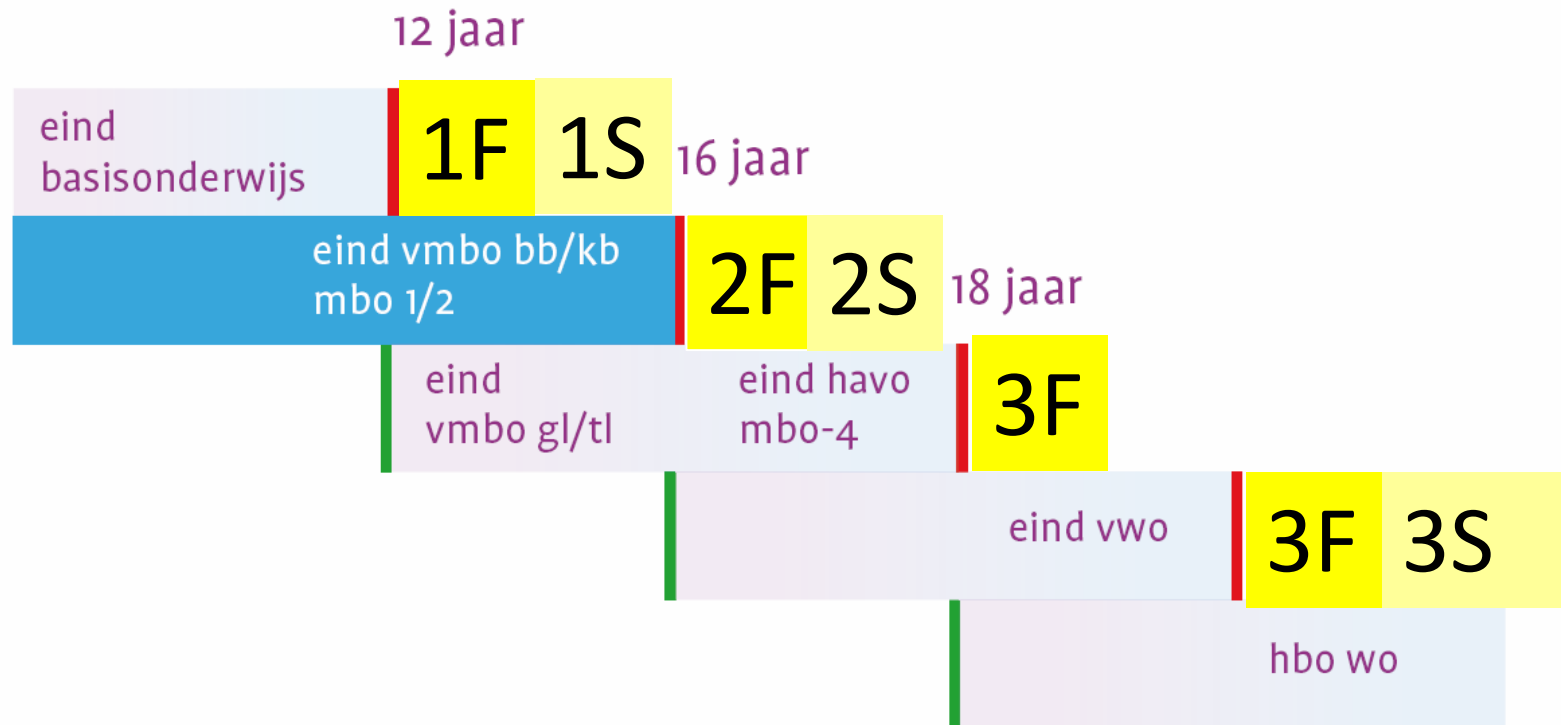 12 jaar
eind
basisonderwijs
1F 1S
16 jaar
eind vmbo bb/kb
mbo 1/2
2F 2S
18 jaar
eind
vmbo gl/tl
eind havo
mbo-4
3F
eind vwo
3F 3S
hbo wo